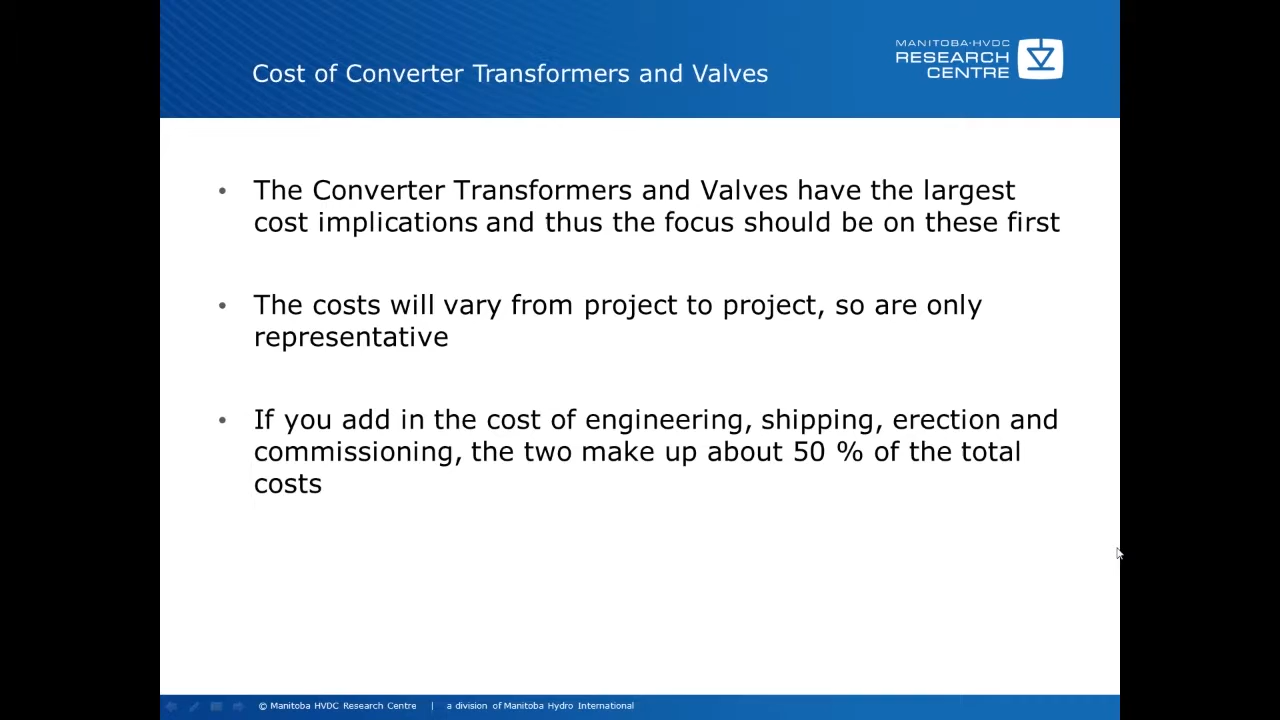 Cost of Converter Transformers and Valves
MANITOBA·HVDC
RESEARCH
CENTRE
• The Converter Transformers and Valves have the largest
cost implications and thus the focus should be on these first
• The costs will vary from project to project, so are only
representative
• If you add in the cost of engineering, shipping, erection and
commissioning, the two make up about 50 % of the total
costs
© Manitoba HVDC Research Centre | a division of Manitoba Hydro International